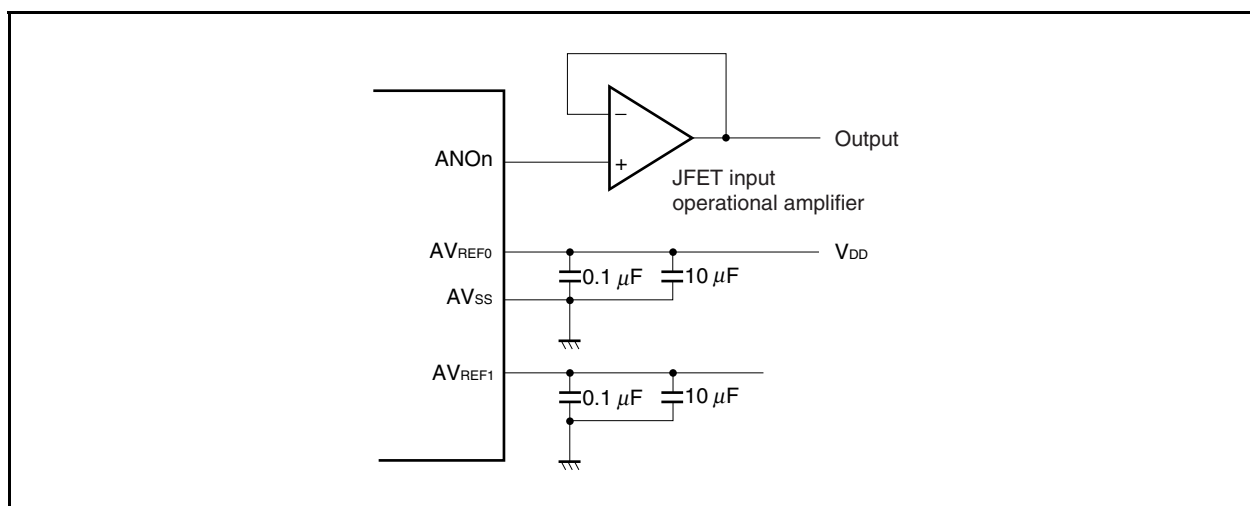 ANOn
−
+
Output
JFET input
operational amplifier
AVREF0
VDD
0.1 μF
10 μF
AVSS
AVREF1
0.1 μF
10 μF